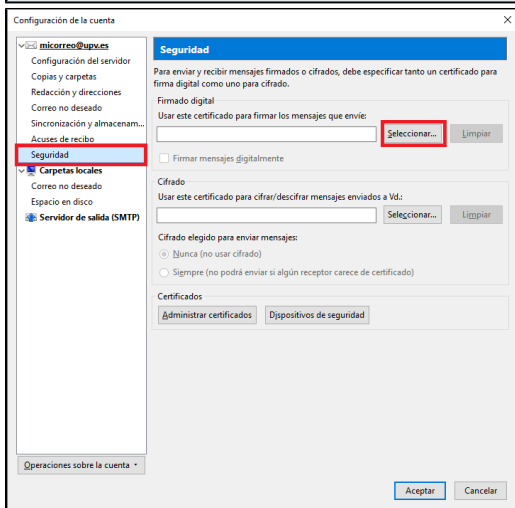 Configuración de la cuenta
micorreo@upv.es
Configuración del servidor
Copias y carpetas
Redacción y direcciones
Correo no deseado
Sincronización y almacenam...
Acuses de recibo
Seguridad
Carpetas locales
Correo no deseado
Espacio en disco
Servidor de salida (SMTP)
Operaciones sobre la cuenta
Seguridad
Para enviar y recibir mensajes firmados o cifrados, debe especificar tanto un certificado para
firma digital como uno para cifrado.
Firmado digital
Usar este certificado para firmar los mensajes que envíe:
Seleccionar... Limpiar
Firmar mensajes digitalmente
Cifrado
Usar este certificado para cifrar/descifrar mensajes enviados a Vd.:
Seleccionar... Limpiar
Cifrado elegido para enviar mensajes:
Nunca (no usar cifrado)
Siempre (no podrá enviar si algún receptor carece de certificado)
Certificados
Administrar certificados Dispositivos de seguridad
Aceptar Cancelar